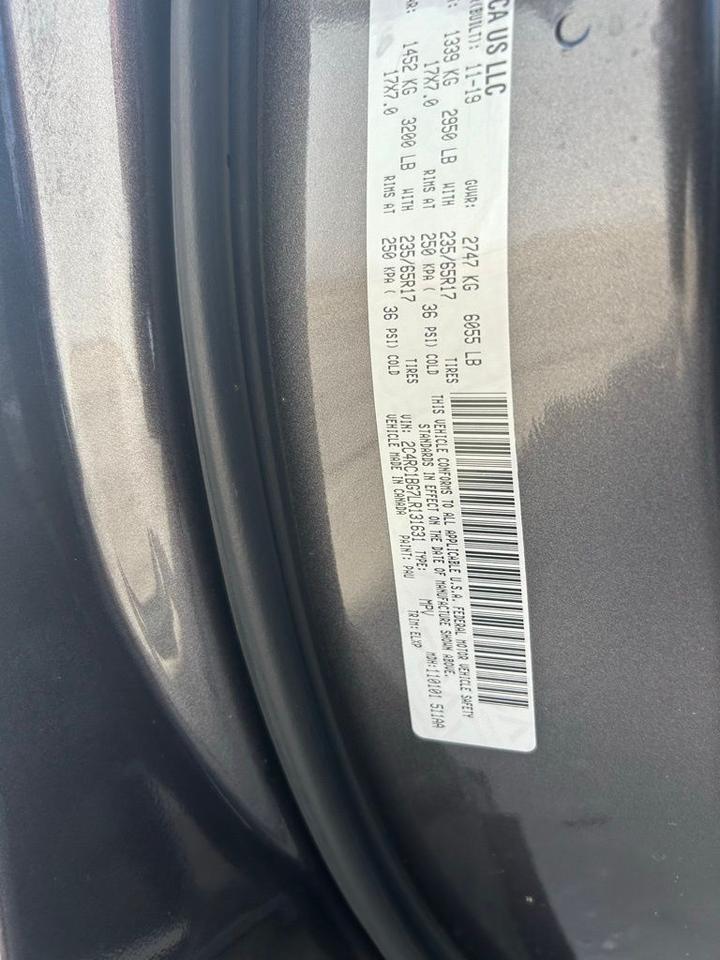 CA US LLC
(BUILT): 11-19 GVWR: 2747 KG 6055 LB
1339 KG 2950 LB WITH 235/65R17 TIRES
17X7.0 RIMS AT 250 KPA ( 36 PSI) COLD
1452 KG 3200 LB WITH 235/65R17 TIRES
17X7.0 RIMS AT 250 KPA ( 36 PSI) COLD
THIS VEHICLE CONFORMS TO ALL APPLICABLE U.S.A. FEDERAL MOTOR VEHICLE SAFETY
STANDARDS IN EFFECT ON THE DATE OF MANUFACTURE SHOWN ABOVE.
VIN: 2C4RC1BG7LR131631 TYPE: MPV MDH:110101 511AA
VEHICLE MADE IN CANADA PAINT: PAU TRIM: ELXP